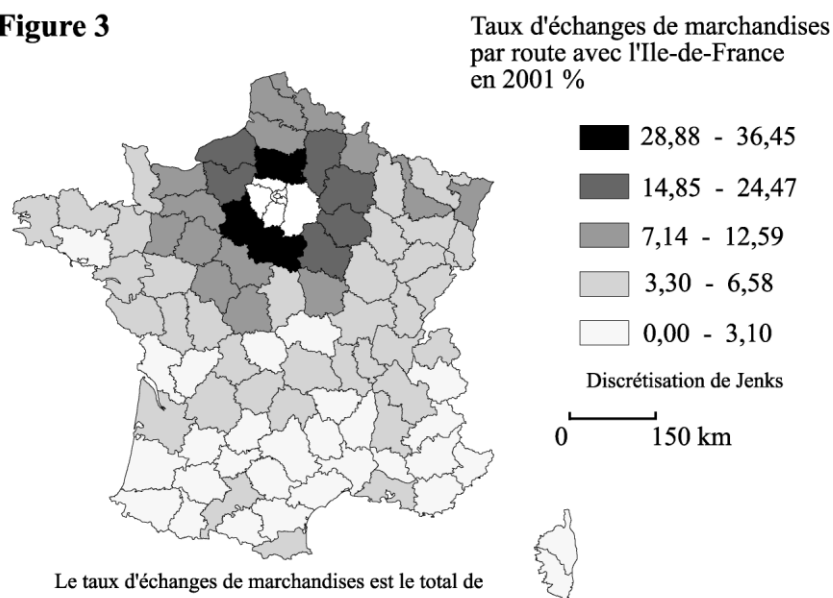 Figure 3
Taux d'échanges de marchandises
par route avec l'Ile-de-France
en 2001 %
28,88 - 36,45
14,85 - 24,47
7,14 - 12,59
3,30 - 6,58
0,00 - 3,10
Discrétisation de Jenks
0 150 km
Le taux d'échanges de marchandises est le total de